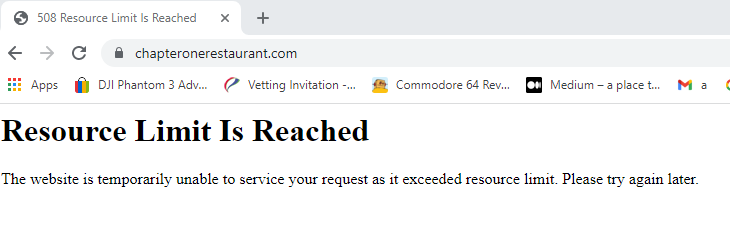 508 Resource Limit Is Reached
chapteronerestaurant.com
Apps DJI Phantom 3 Adv... Vetting Invitation -... Commodore 64 Rev... Medium – a place t... a
Resource Limit Is Reached
The website is temporarily unable to service your request as it exceeded resource limit. Please try again later.